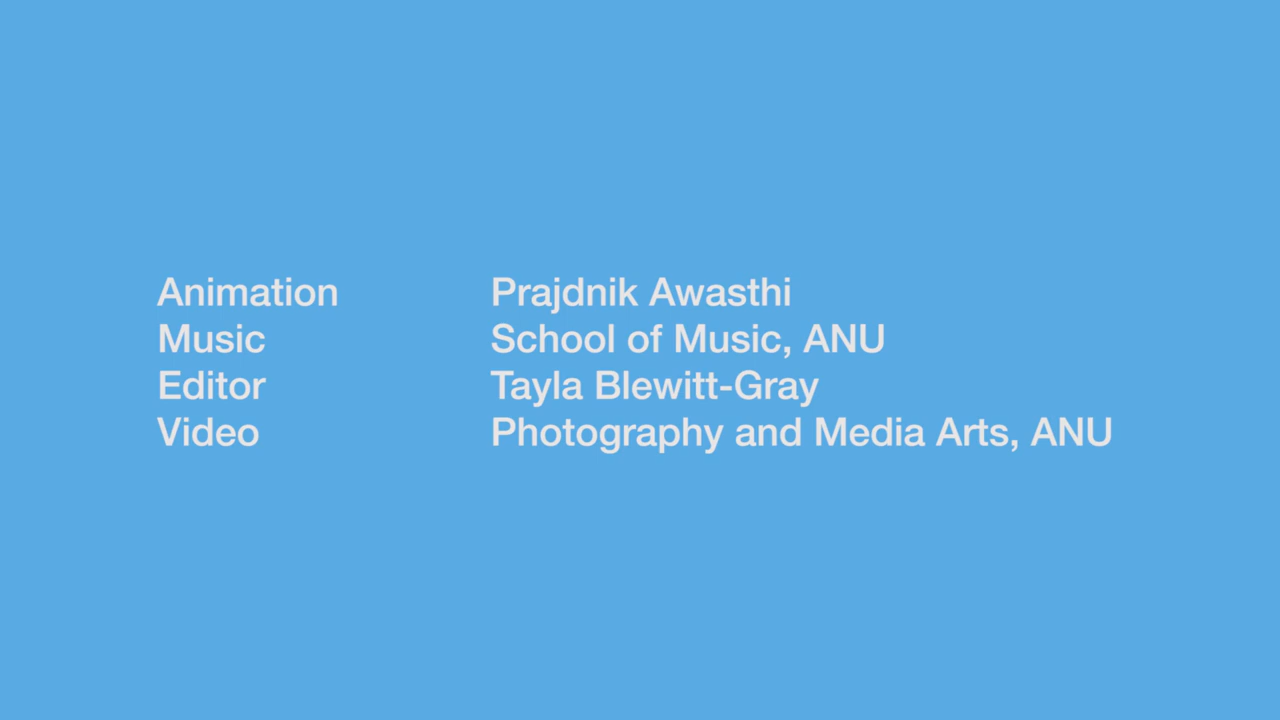 Animation Prajdnik Awasthi
Music School of Music, ANU
Editor Tayla Blewitt-Gray
Video Photography and Media Arts, ANU